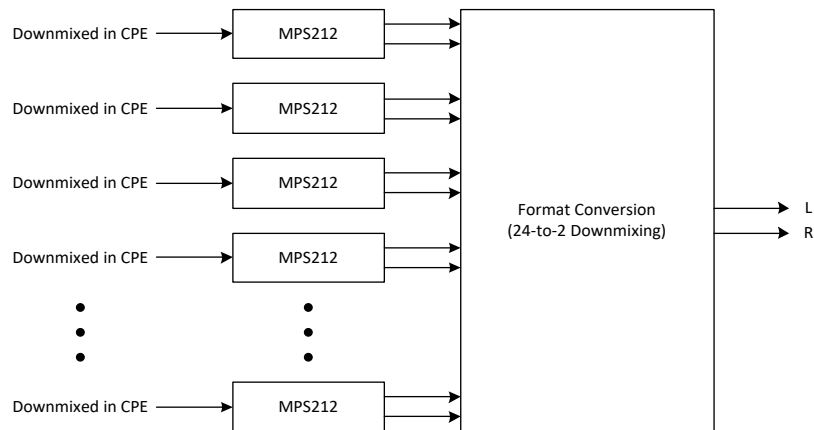 Downmixed in CPE
MPS212
Downmixed in CPE
MPS212
Downmixed in CPE
MPS212
Format Conversion
(24-to-2 Downmixing)
L
R
Downmixed in CPE
MPS212
Downmixed in CPE
MPS212